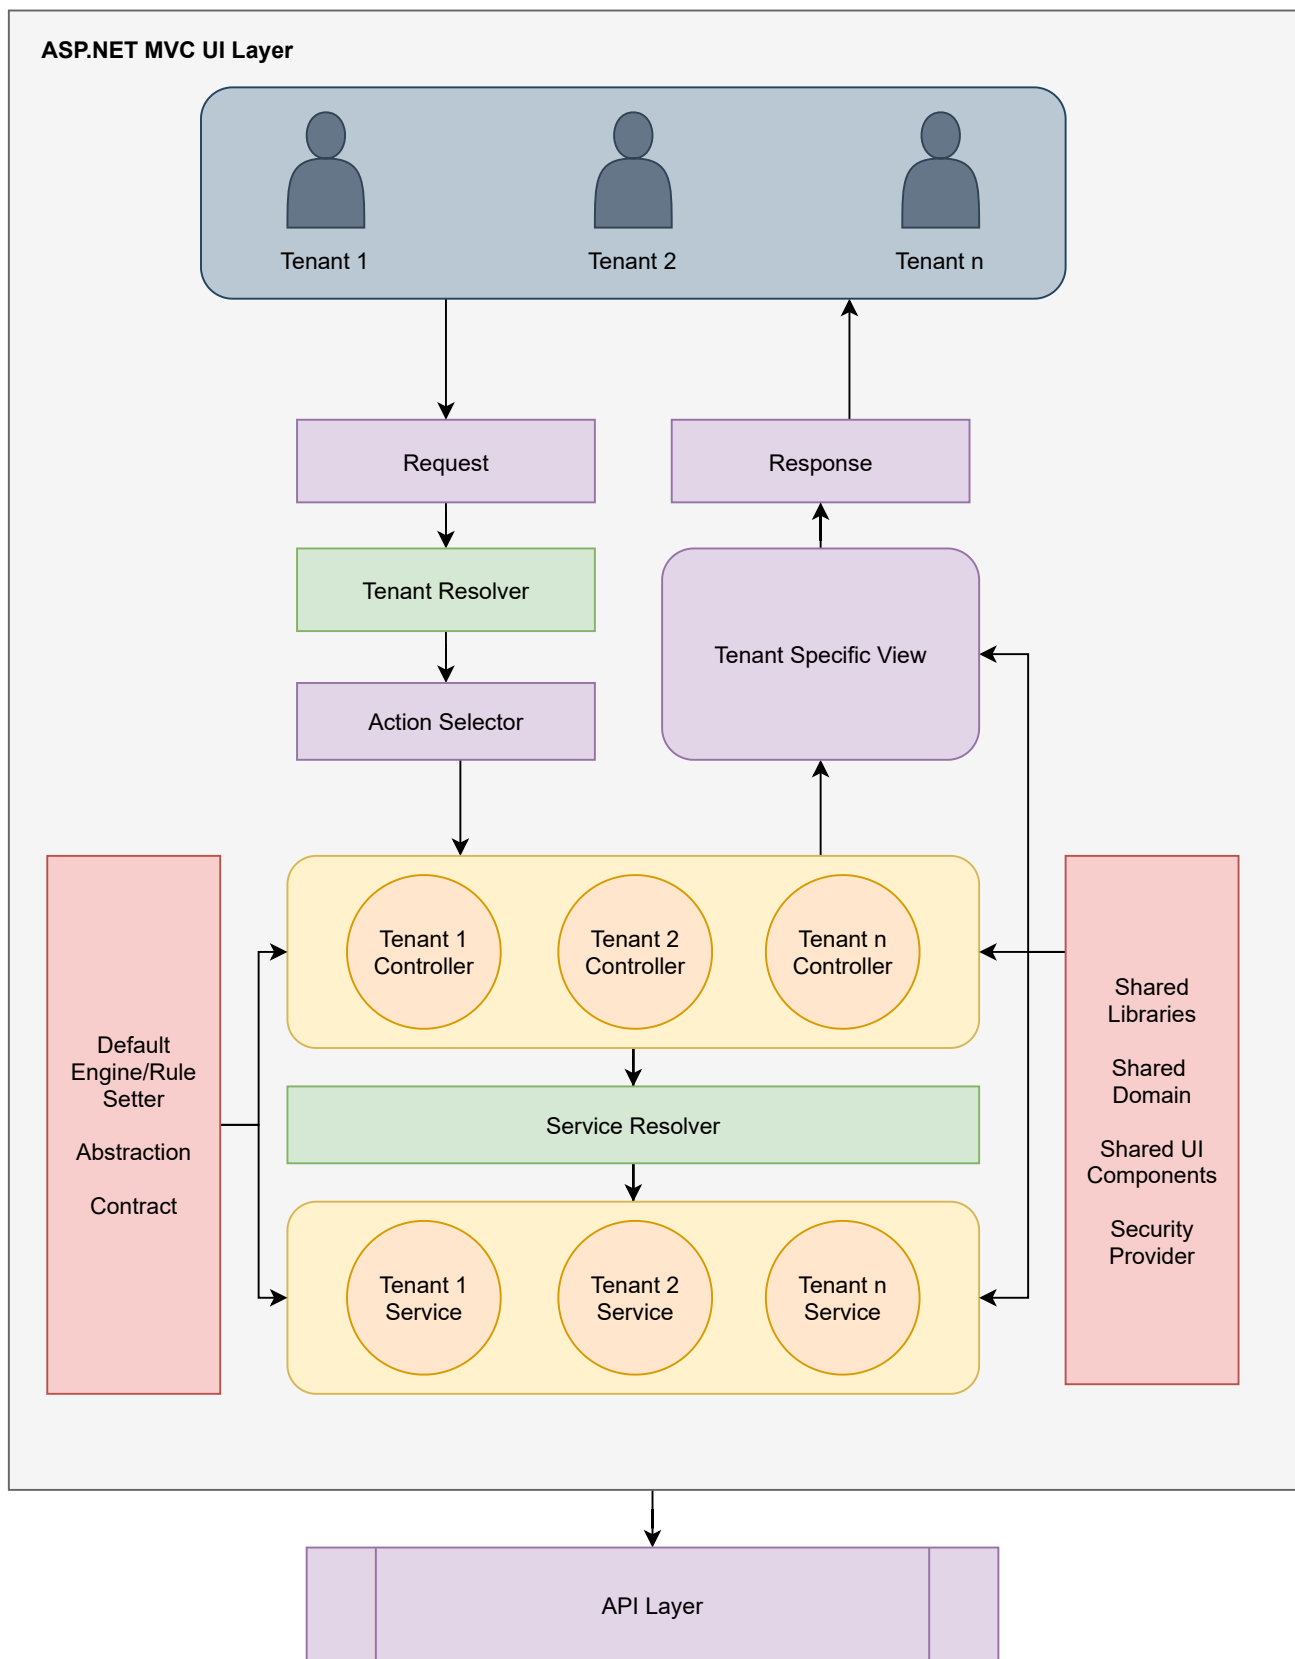 ASP.NET MVC UI Layer
Tenant 1
Tenant 2
Tenant n
Request
Response
Tenant Resolver
Tenant Specific View
Action Selector
Tenant 1
Controller
Tenant 2
Controller
Tenant n
Controller
Default
Engine/Rule
Setter
Abstraction
Contract
Shared
Libraries
Shared
Domain
Shared UI
Components
Security
Provider
Service Resolver
Tenant 1
Service
Tenant 2
Service
Tenant n
Service
API Layer